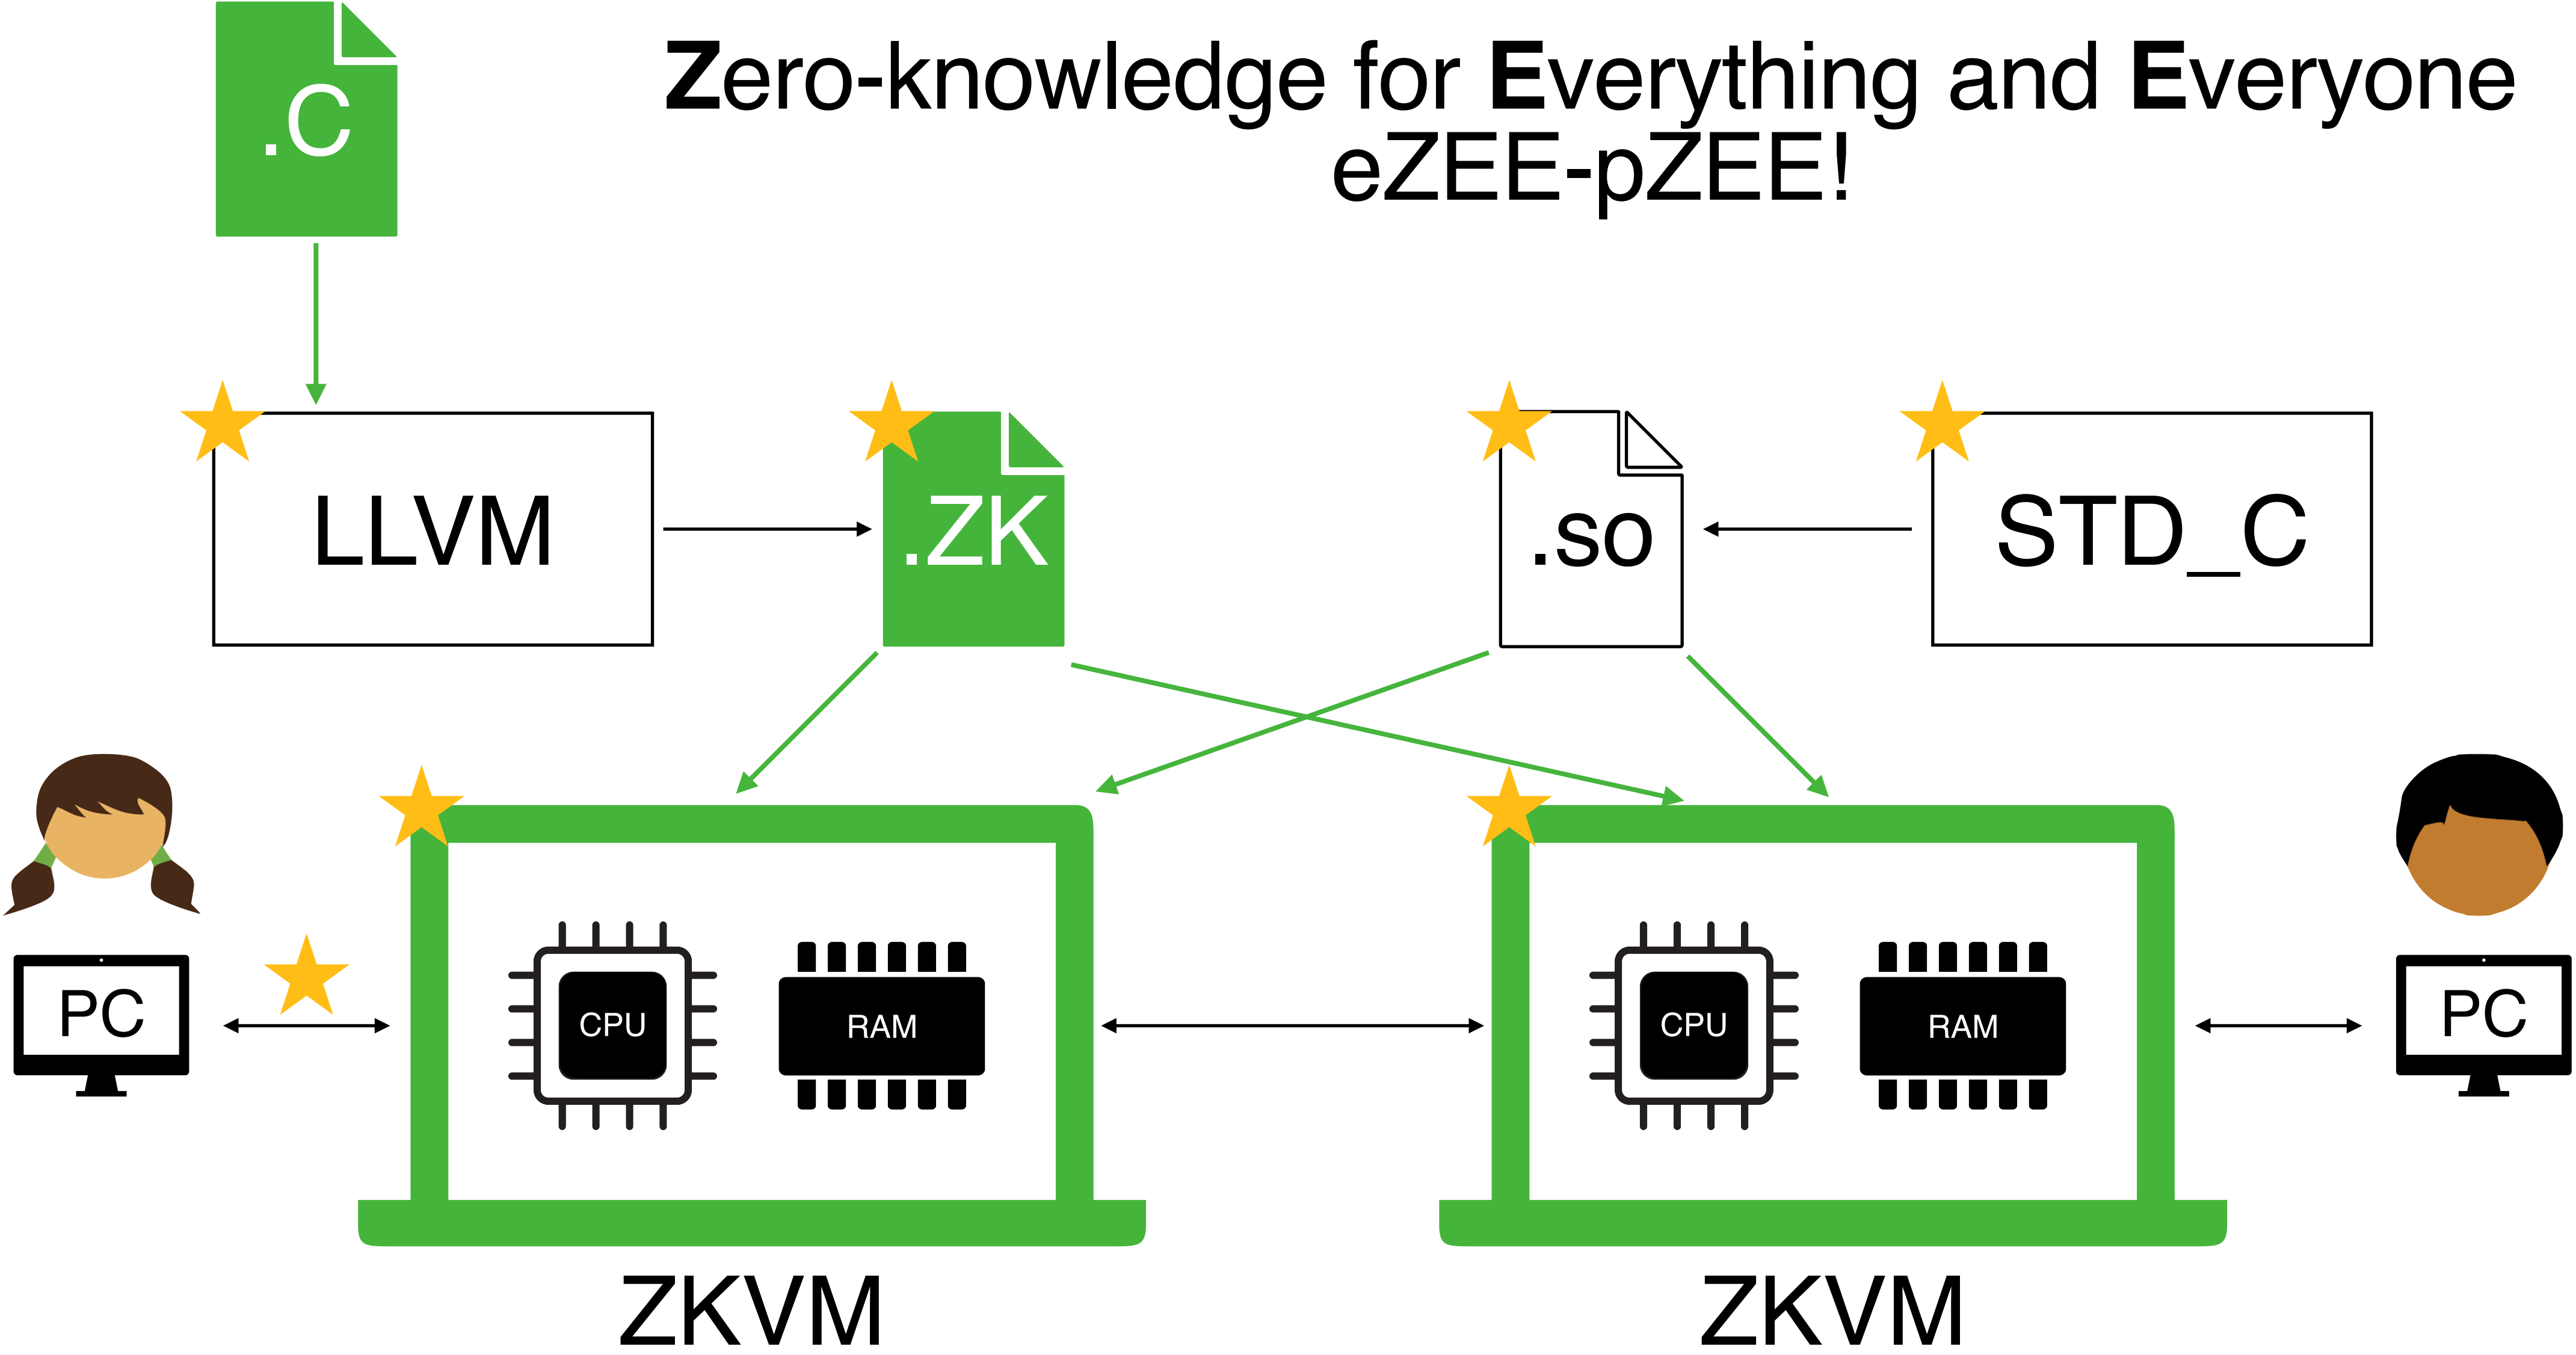 Zero-knowledge for Everything and Everyone
eZEE-pZEE!
.C
LLVM
.ZK
.so
STD_C
PC
CPU
RAM
CPU
RAM
PC
ZKVM
ZKVM